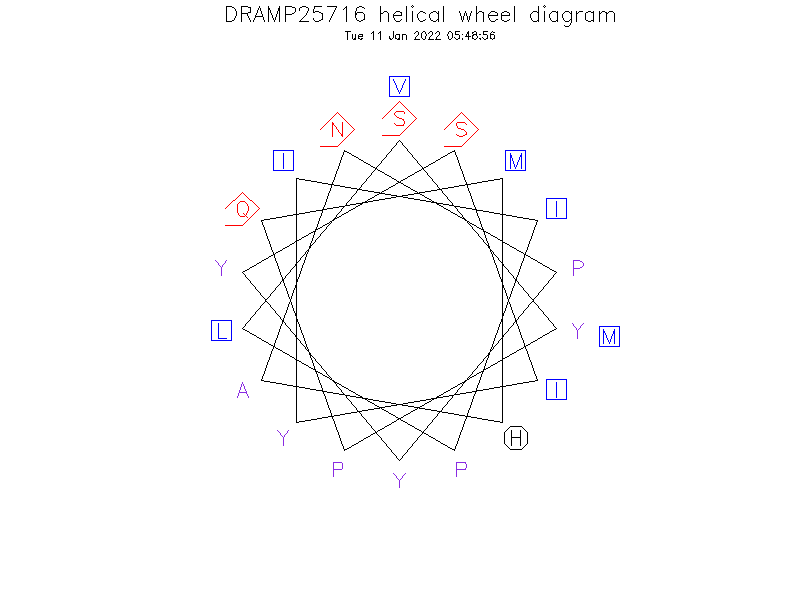 DRAMP25716 helical wheel diagram
Tue 11 Jan 2022 05:48:56
V
N S S
I M
Q I
Y P
L Y M
A I
Y H
P P
Y